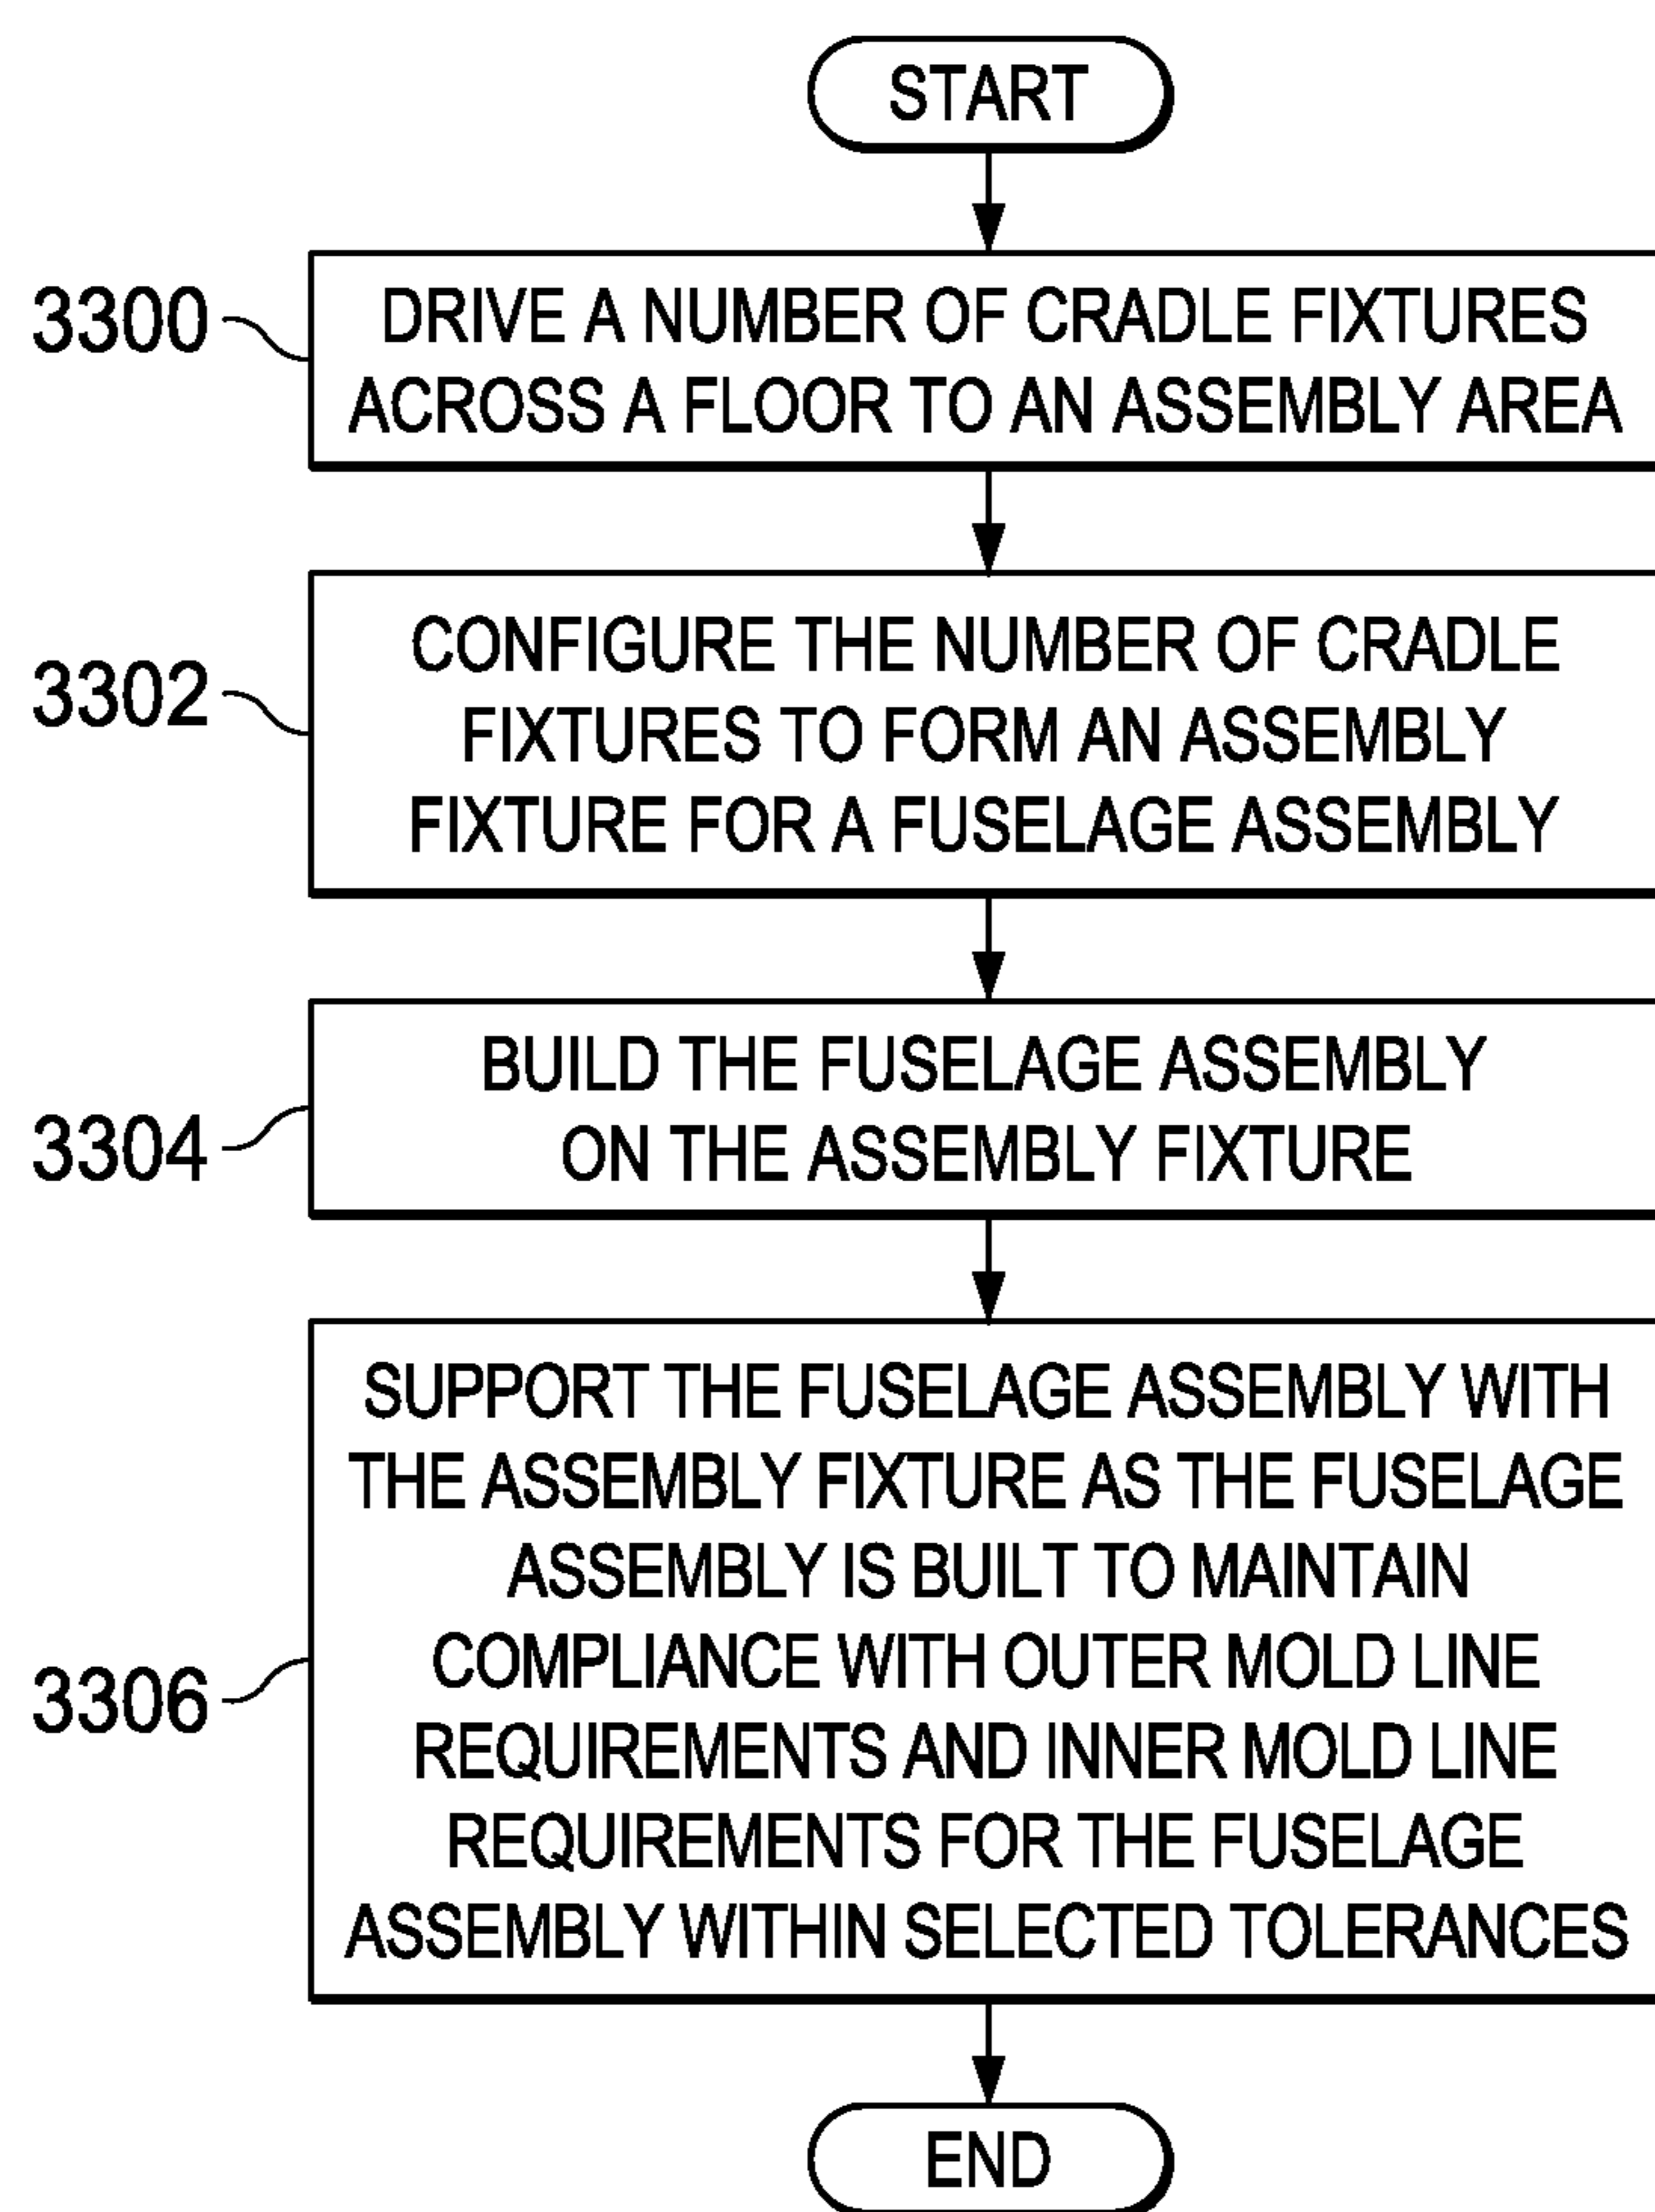 START
3300
DRIVE A NUMBER OF CRADLE FIXTURES
ACROSS A FLOOR TO AN ASSEMBLY AREA
3302
CONFIGURE THE NUMBER OF CRADLE
FIXTURES TO FORM AN ASSEMBLY
FIXTURE FOR A FUSELAGE ASSEMBLY
3304
BUILD THE FUSELAGE ASSEMBLY
ON THE ASSEMBLY FIXTURE
3306
SUPPORT THE FUSELAGE ASSEMBLY WITH
THE ASSEMBLY FIXTURE AS THE FUSELAGE
ASSEMBLY IS BUILT TO MAINTAIN
COMPLIANCE WITH OUTER MOLD LINE
REQUIREMENTS AND INNER MOLD LINE
REQUIREMENTS FOR THE FUSELAGE
ASSEMBLY WITHIN SELECTED TOLERANCES
END